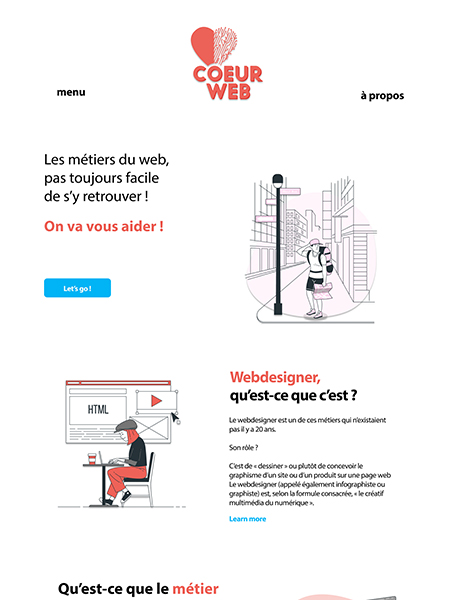 COEUR
WEB
menu
à propos
Les métiers du web,
pas toujours facile
de s’y retrouver !
On va vous aider !
Let’s go !
HTML
Webdesigner,
qu’est-ce que c’est ?
Le webdesigner est un de ces métiers qui n’existaient
pas il y a 20 ans.
Son rôle ?
C’est de « dessiner » ou plutôt de concevoir le
graphisme d’un site ou d’un produit sur une page web
Le webdesigner (appelé également infographiste ou
graphiste) est, selon la formule consacrée, « le créatif
multimédia du numérique ».
Learn more
Qu’est-ce que le métier